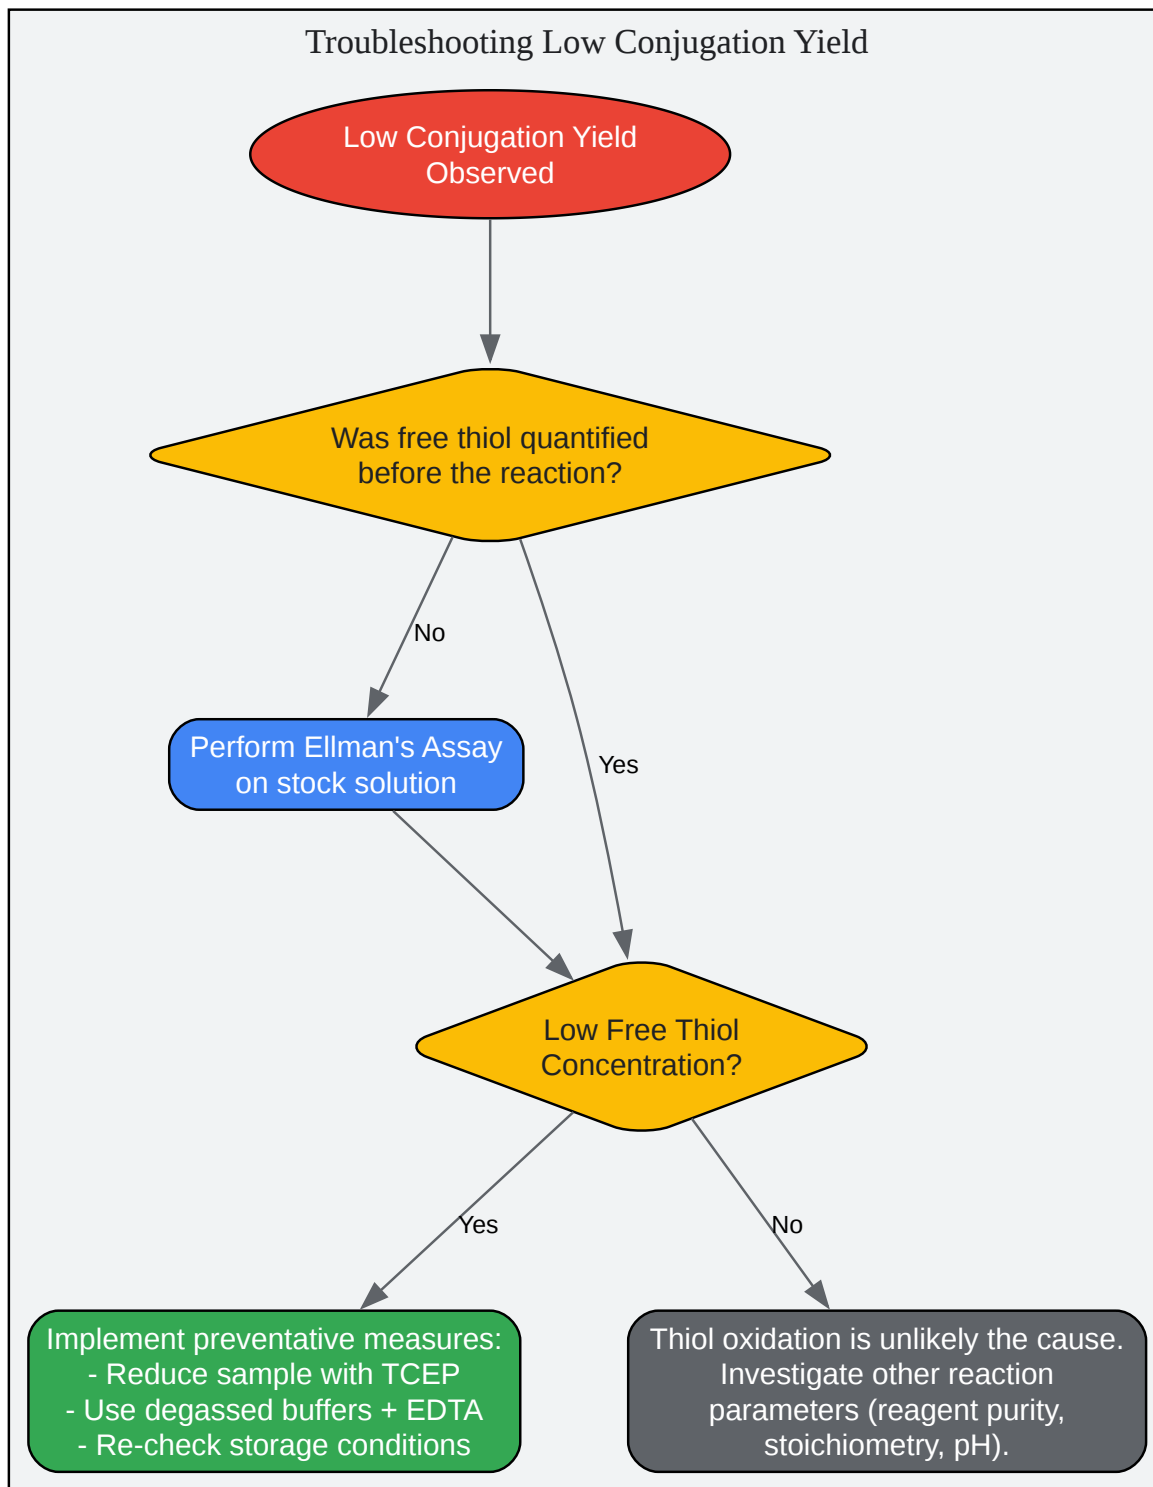 Troubleshooting Low Conjugation Yield
Low Conjugation Yield
Observed
Was free thiol quantified
before the reaction?
No
Perform Ellman's Assay
on stock solution
Yes
Low Free Thiol
Concentration?
Yes
No
Implement preventative measures:
- Reduce sample with TCEP
- Use degassed buffers + EDTA
- Re-check storage conditions
Thiol oxidation is unlikely the cause.
Investigate other reaction
parameters (reagent purity,
stoichiometry, pH).